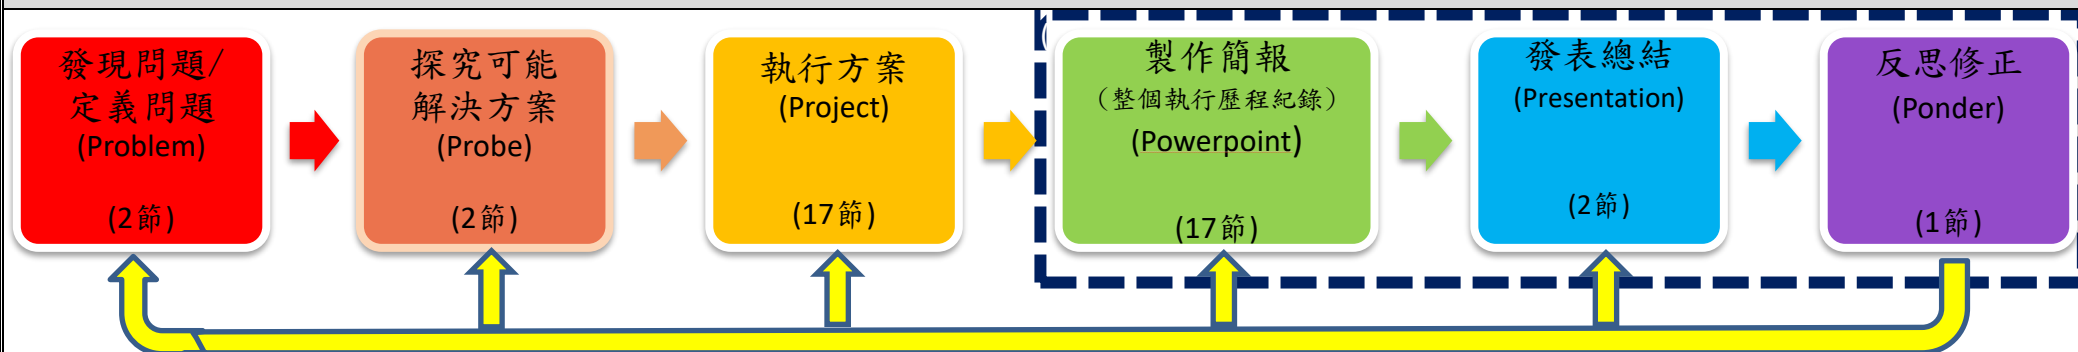 發現問題/
定義問題
(Problem)
(2節)
探究可能
解決方案
(Probe)
(2節)
執行方案
(Project)
(17節)
製作簡報
（整個執行歷程紀錄）
(Powerpoint)
(17節)
發表總結
(Presentation)
(2節)
反思修正
(Ponder)
(1節)